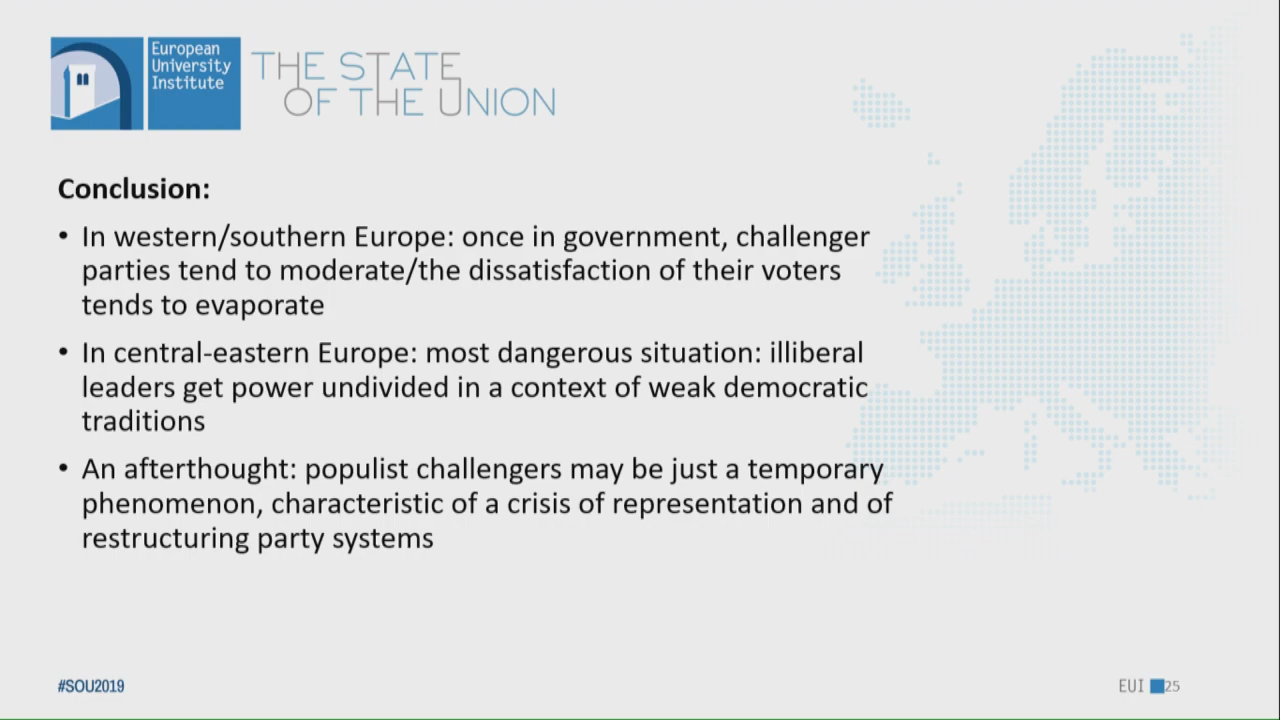 European
University
Institute
THE STATE
OF THE UNION
Conclusion:
• In western/southern Europe: once in government, challenger
parties tend to moderate/the dissatisfaction of their voters
tends to evaporate
• In central-eastern Europe: most dangerous situation: illiberal
leaders get power undivided in a context of weak democratic
traditions
• An afterthought: populist challengers may be just a temporary
phenomenon, characteristic of a crisis of representation and of
restructuring party systems
#SOU2019
EUI 25